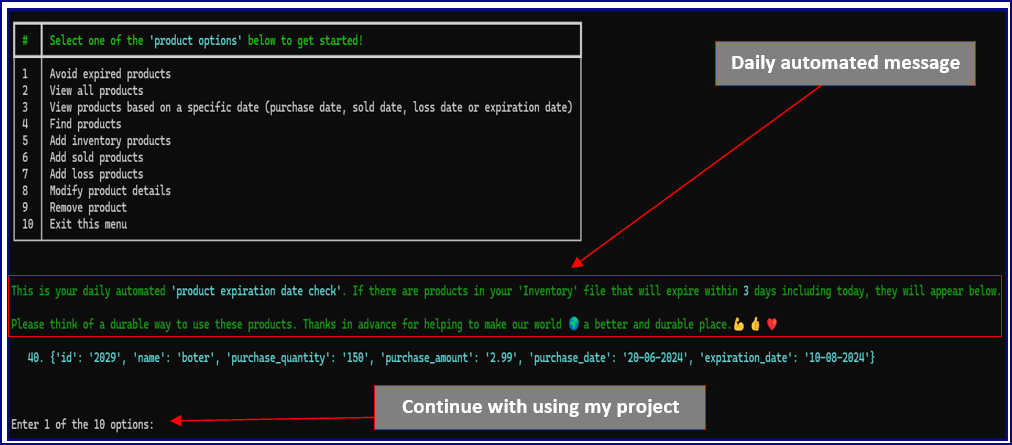 # Select one of the 'product options' below to get started!
Daily automated message
1 Avoid expired products
2 View all products
3 View products based on a specific date (purchase date, sold date, loss date or expiration date)
4 Find products
5 Add inventory products
6 Add sold products
7 Add loss products
8 Modify product details
9 Remove product
10 Exit this menu
This is your daily automated 'product expiration date check'. If there are products in your 'Inventory' file that will expire within 3 days including today, they will appear below.
Please think of a durable way to use these products. Thanks in advance for helping to make our world 🌍 a better and durable place.💪 👍 ❤️
40. {'id': '2029', 'name': 'boter', 'purchase_quantity': '150', 'purchase_amount': '2.99', 'purchase_date': '20-06-2024', 'expiration_date': '10-08-2024'}
Continue with using my project
Enter 1 of the 10 options: